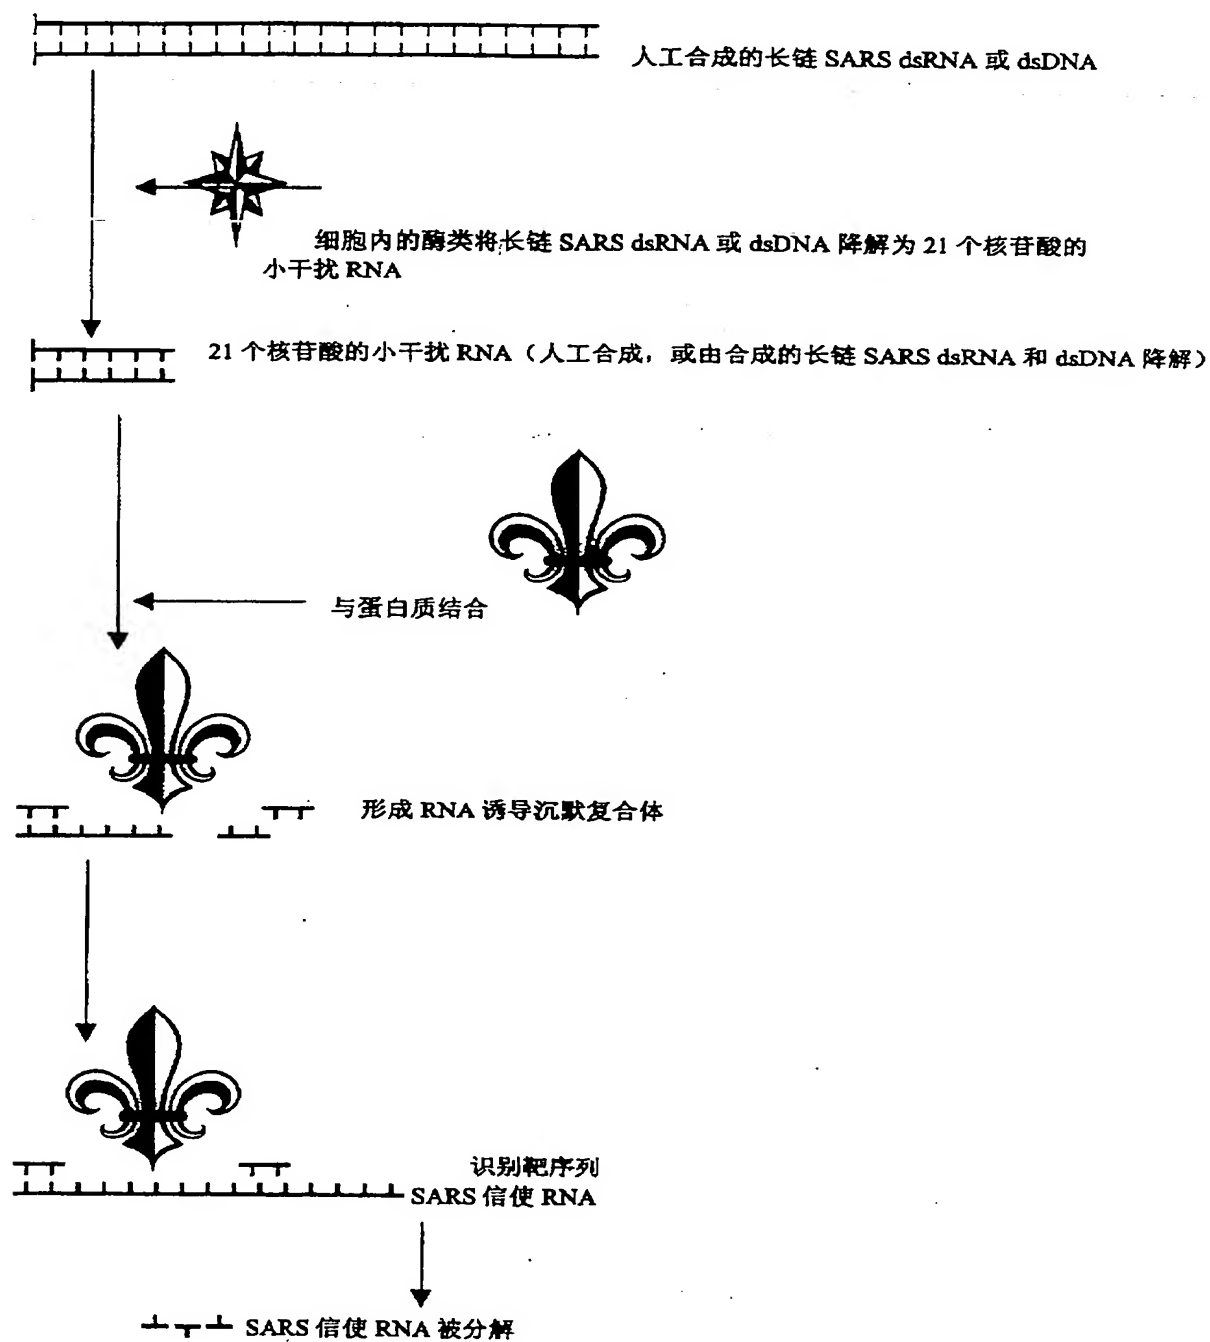 人工合成的长链 SARS dsRNA 或 dsDNA
细胞内的酶类将长链 SARS dsRNA 或 dsDNA 降解为 21 个核苷酸的
小干扰 RNA
21 个核苷酸的小干扰 RNA（人工合成，或由合成的长链 SARS dsRNA 和 dsDNA 降解）
与蛋白质结合
形成 RNA 诱导沉默复合体
识别靶序列
SARS 信使 RNA
SARS 信使 RNA 被分解